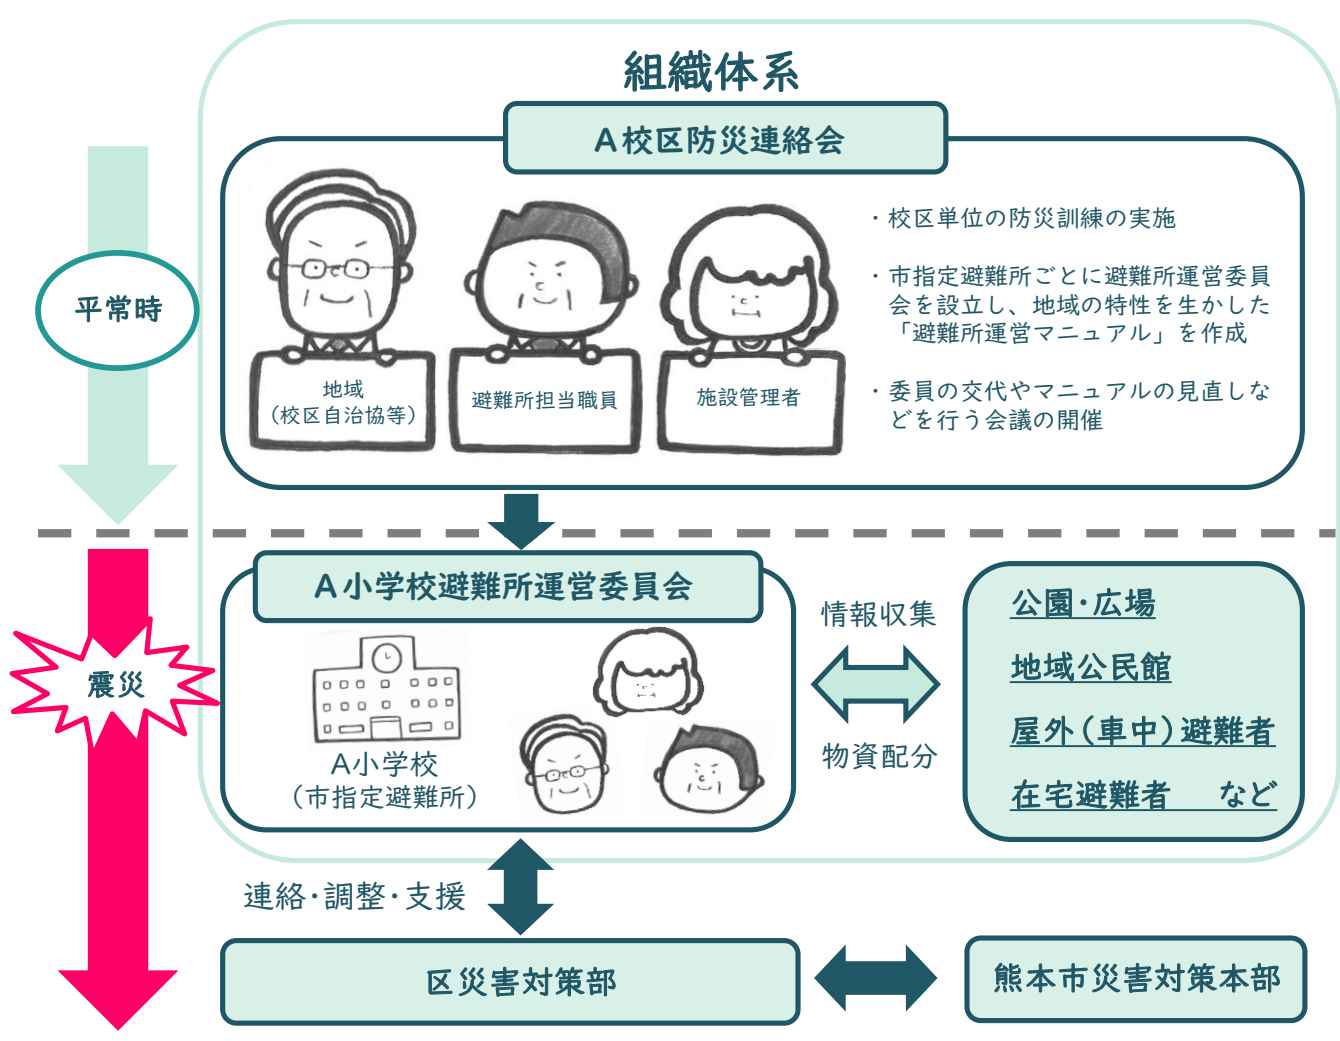 組織体系
A校区防災連絡会
平常時
地域
(校区自治協等)
避難所担当職員
施設管理者
・校区単位の防災訓練の実施
・市指定避難所ごとに避難所運営委員
会を設立し、地域の特性を生かした
「避難所運営マニュアル」を作成
・委員の交代やマニュアルの見直しな
どを行う会議の開催
震災
A小学校避難所運営委員会
A小学校
(市指定避難所)
情報収集
物資配分
公園・広場
地域公民館
屋外(車中)避難者
在宅避難者 など
連絡・調整・支援
区災害対策部
熊本市災害対策本部